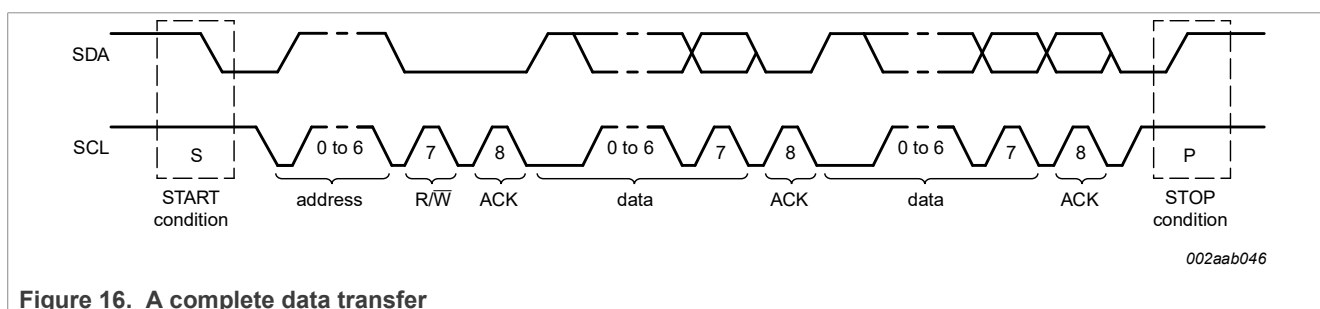 SDA
SCL
S
0 to 6
7
8
0 to 6
7
8
0 to 6
7
8
P
START
condition
address
R/W̅
ACK
data
ACK
data
ACK
STOP
condition
002aab046
Figure 16. A complete data transfer